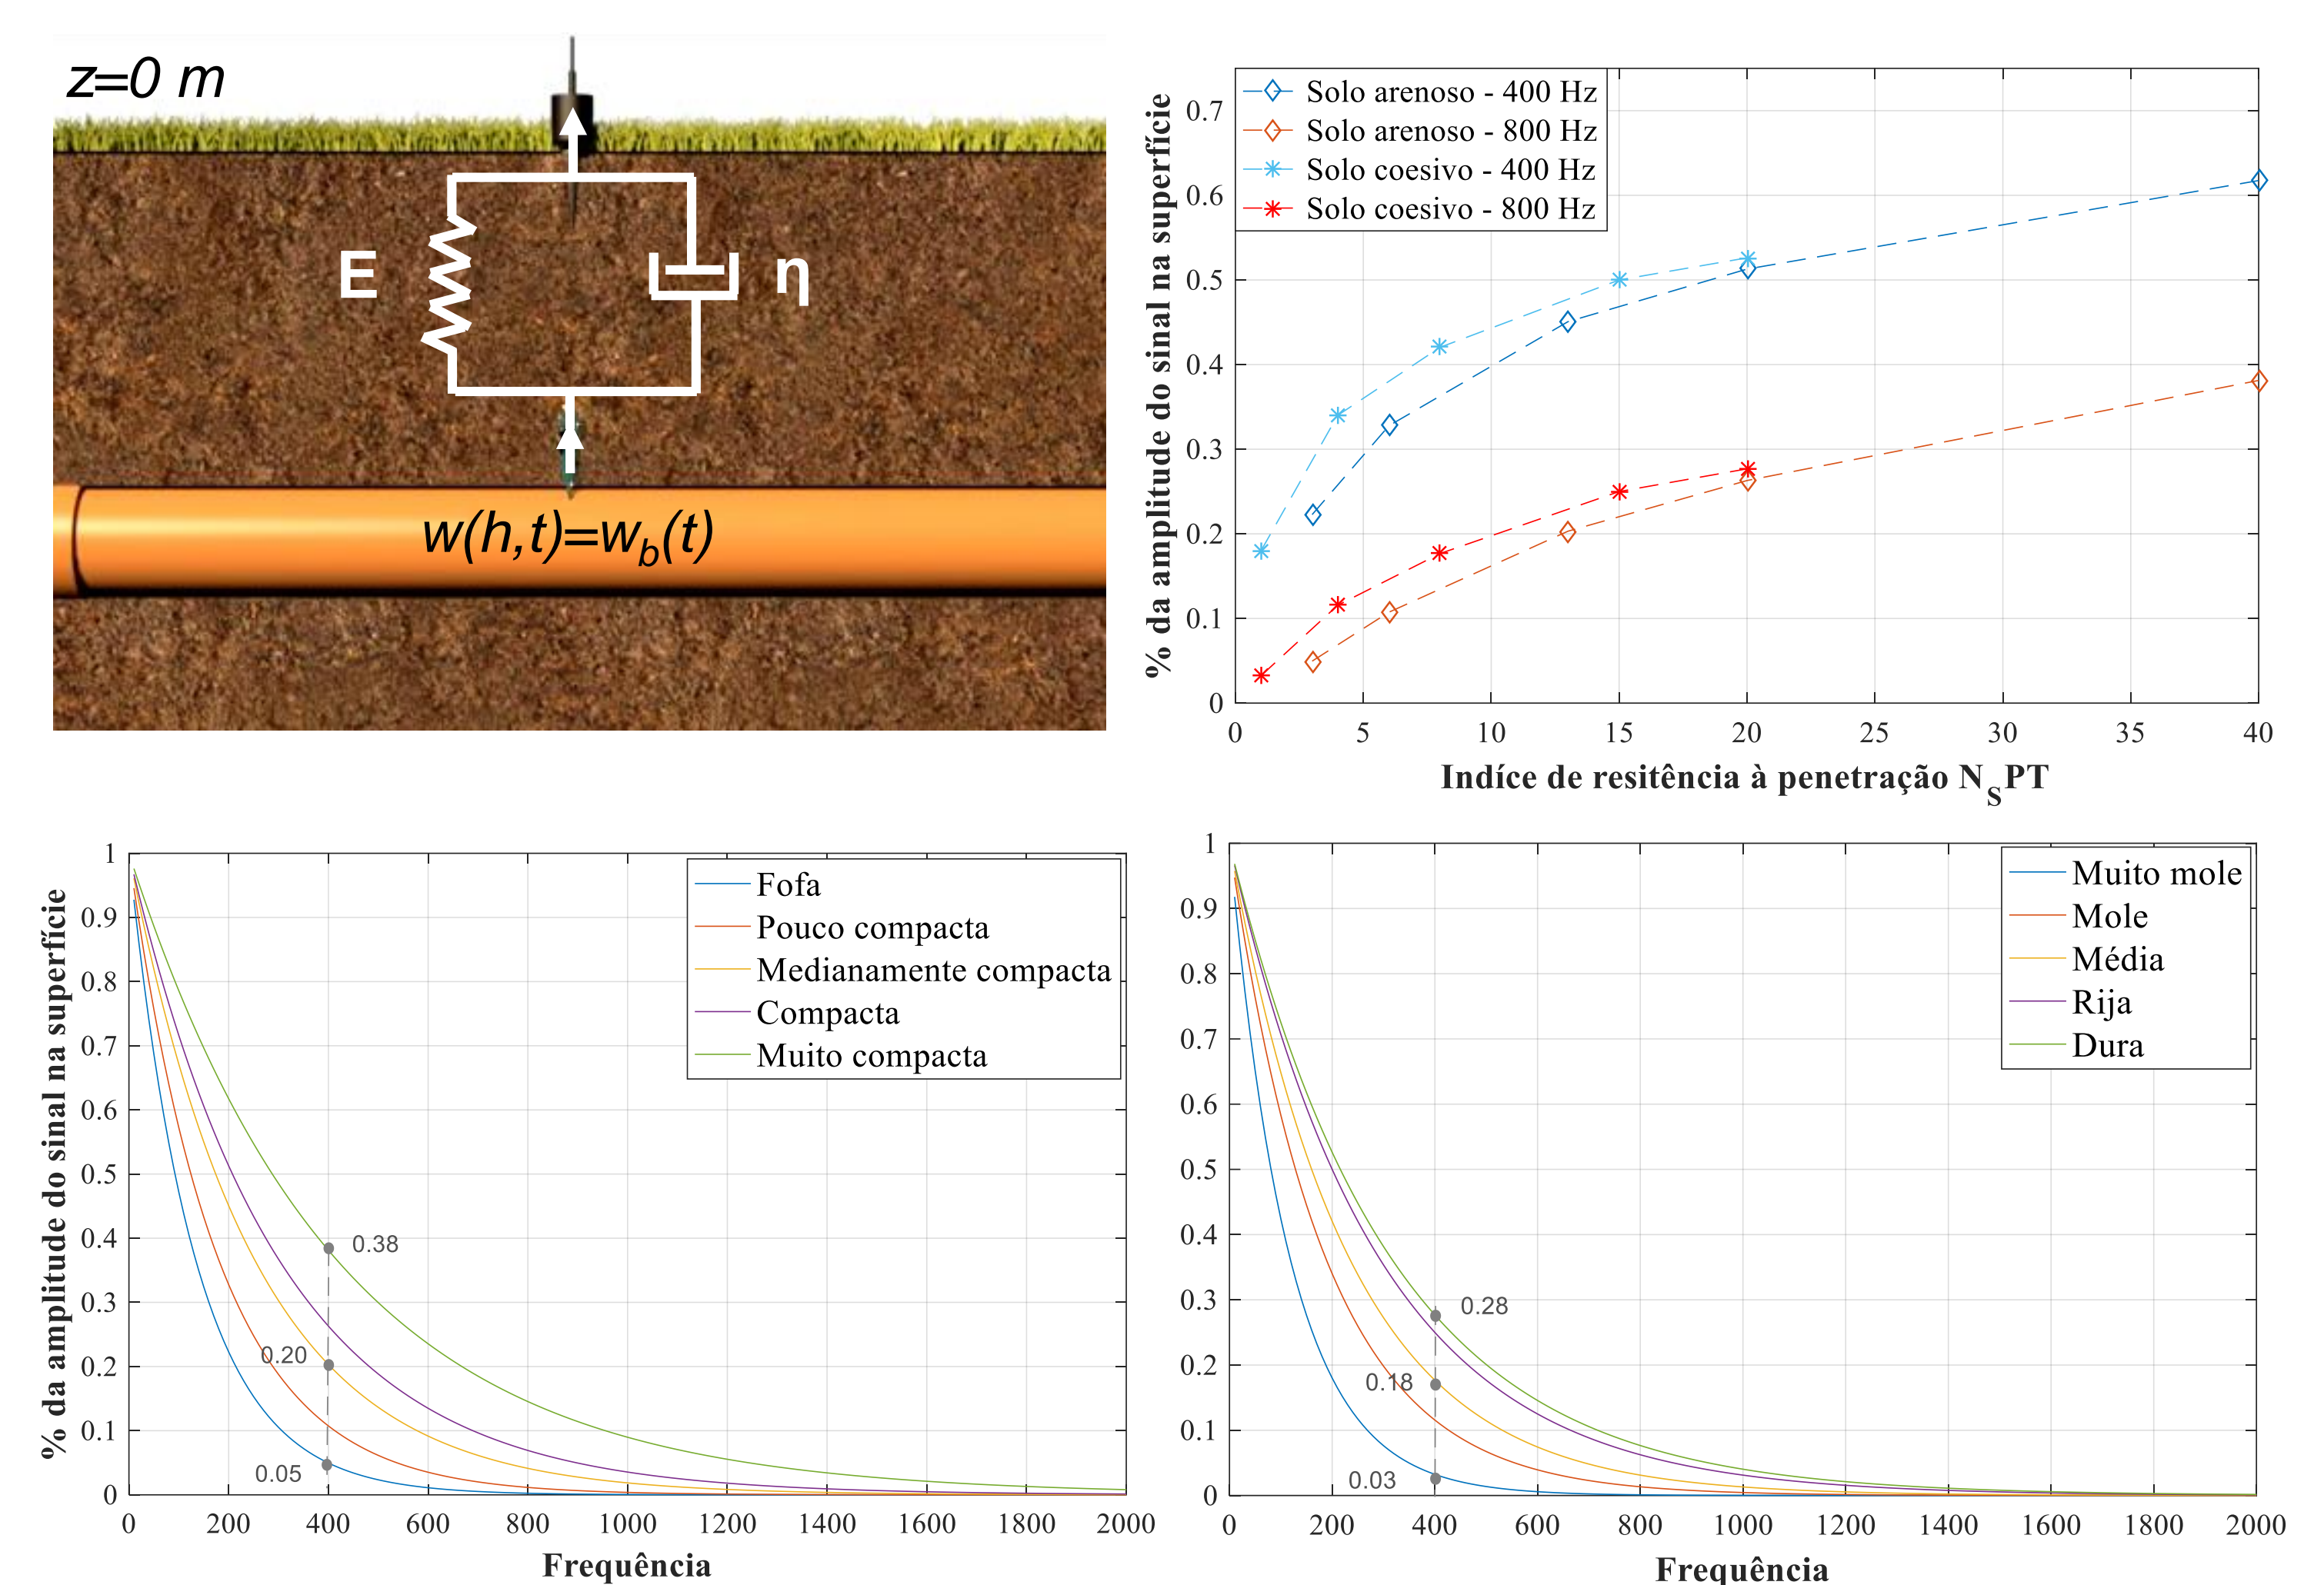 z=0 m
E
η
w(h,t)=w_b(t)
% da amplitude do sinal na superfície
0.7
0.6
0.5
0.4
0.3
0.2
0.1
0
Solo arenoso - 400 Hz
Solo arenoso - 800 Hz
Solo coesivo - 400 Hz
Solo coesivo - 800 Hz
0 5 10 15 20 25 30 35 40
Indíce de resitência à penetração N_SPT
% da amplitude do sinal na superfície
1
0.9
0.8
0.7
0.6
0.5
0.4
0.3
0.2
0.1
0
Fofa
Pouco compacta
Medianamente compacta
Compacta
Muito compacta
0.38
0.20
0.05
0 200 400 600 800 1000 1200 1400 1600 1800 2000
Frequência
1
0.9
0.8
0.7
0.6
0.5
0.4
0.3
0.2
0.1
0
Muito mole
Mole
Média
Rija
Dura
0.28
0.18
0.03
0 200 400 600 800 1000 1200 1400 1600 1800 2000
Frequência